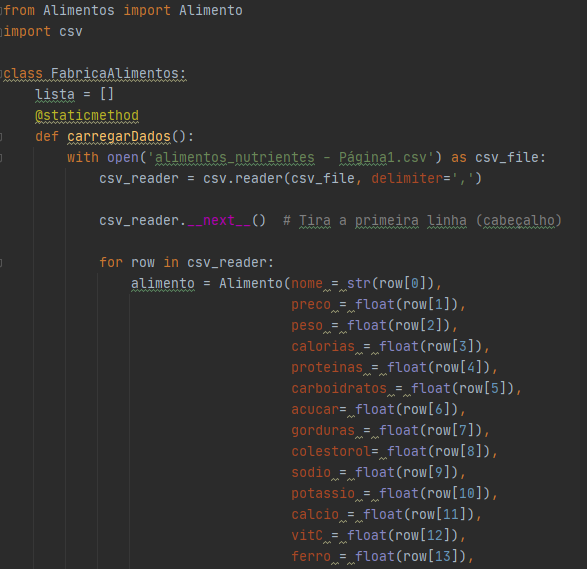 from Alimentos import Alimento
import csv
class FabricaAlimentos:
lista = []
@staticmethod
def carregarDados():
with open('alimentos_nutrientes - Página1.csv') as csv_file:
csv_reader = csv.reader(csv_file, delimiter=',')
csv_reader.__next__()  # Tira a primeira linha (cabeçalho)
for row in csv_reader:
alimento = Alimento(nome = str(row[0]),
preco = float(row[1]),
peso = float(row[2]),
calorias = float(row[3]),
proteinas = float(row[4]),
carboidratos = float(row[5]),
acucar= float(row[6]),
gorduras = float(row[7]),
colestorol= float(row[8]),
sodio = float(row[9]),
potassio = float(row[10]),
calcio = float(row[11]),
vitC = float(row[12]),
ferro = float(row[13]),